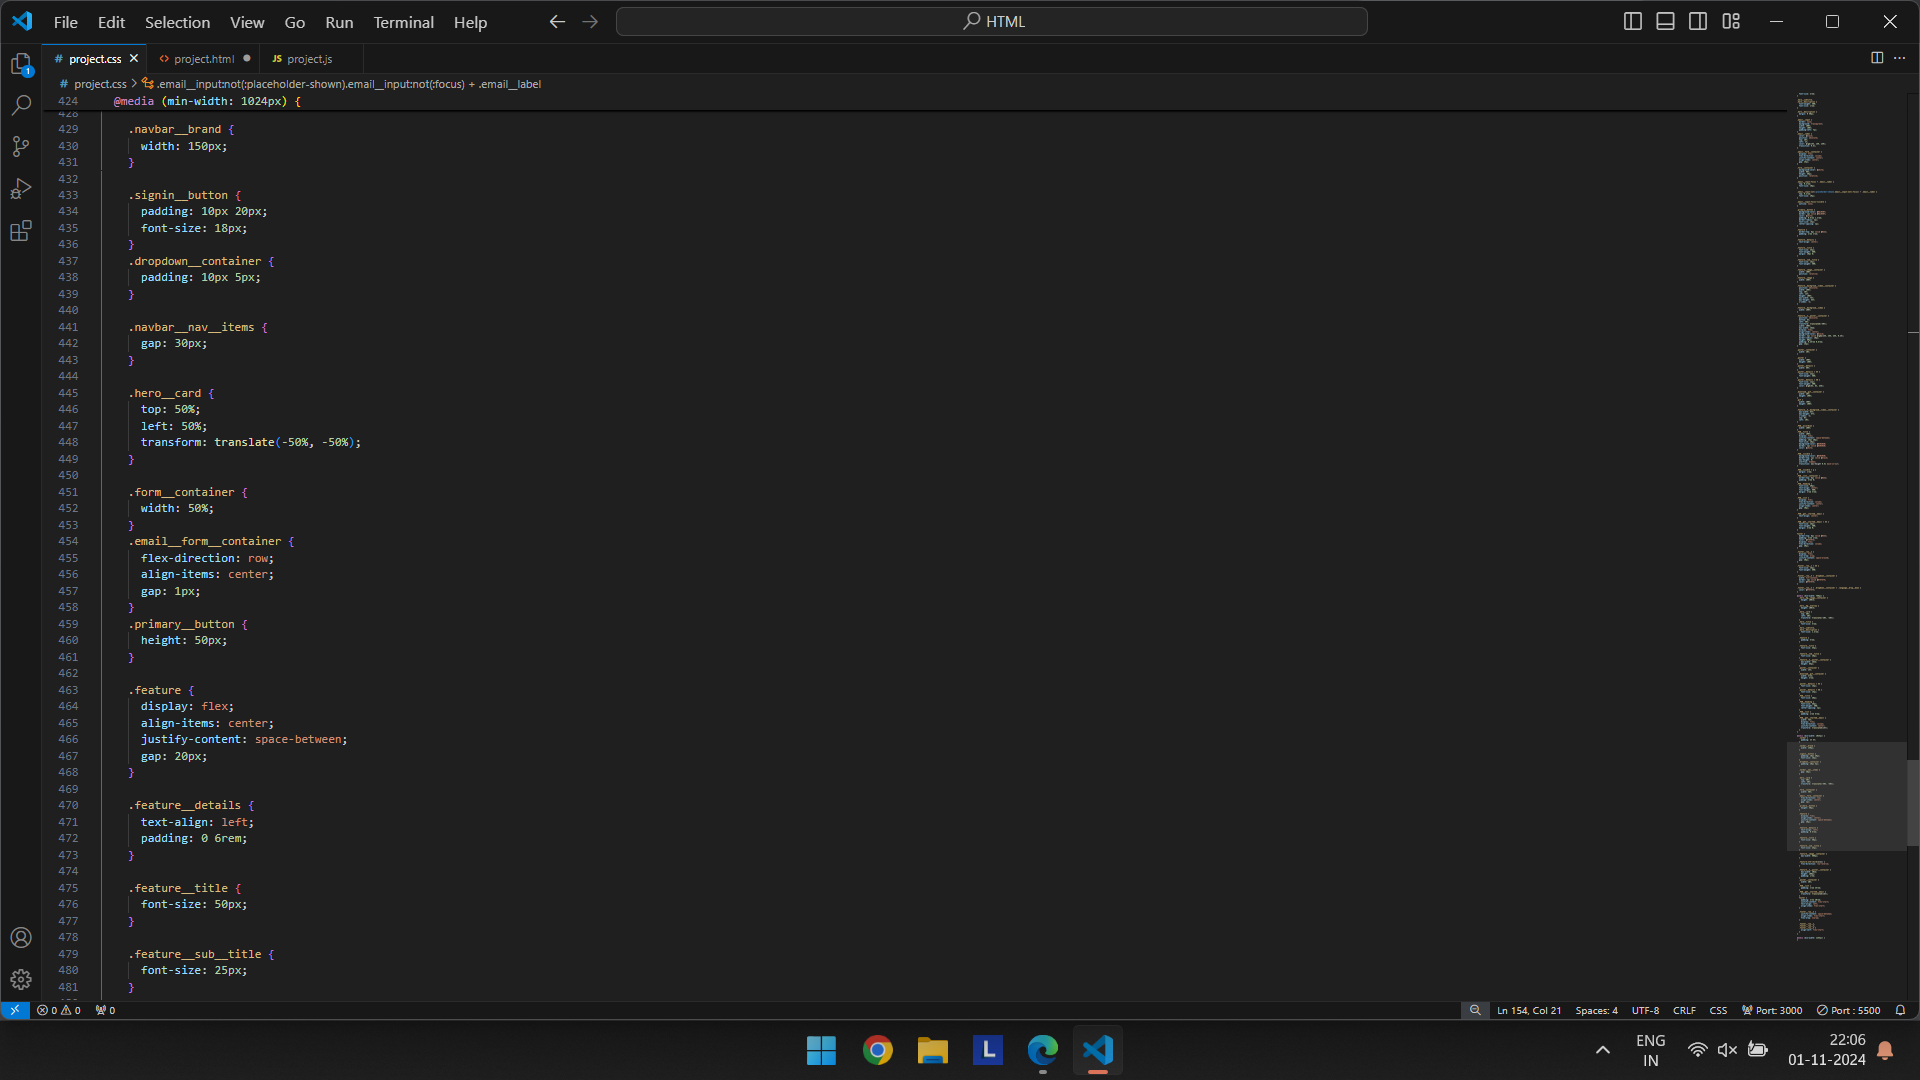 File Edit Selection View Go Run Terminal Help
HTML
# project.css
<> project.html
JS project.js
1
# project.css > .email__input:not(:placeholder-shown).email__input:not(:focus) + .email__label
424 @media (min-width: 1024px) {
428
429 .navbar__brand {
430 width: 150px;
431 }
432
433 .signin__button {
434 padding: 10px 20px;
435 font-size: 18px;
436 }
437 .dropdown__container {
438 padding: 10px 5px;
439 }
440
441 .navbar__nav__items {
442 gap: 30px;
443 }
444
445 .hero__card {
446 top: 50%;
447 left: 50%;
448 transform: translate(-50%, -50%);
449 }
450
451 .form__container {
452 width: 50%;
453 }
454 .email__form__container {
455 flex-direction: row;
456 align-items: center;
457 gap: 1px;
458 }
459 .primary__button {
460 height: 50px;
461 }
462
463 .feature {
464 display: flex;
465 align-items: center;
466 justify-content: space-between;
467 gap: 20px;
468 }
469
470 .feature__details {
471 text-align: left;
472 padding: 0 6rem;
473 }
474
475 .feature__title {
476 font-size: 50px;
477 }
478
479 .feature__sub__title {
480 font-size: 25px;
481 }
0 0 0
Ln 154, Col 21 Spaces: 4 UTF-8 CRLF CSS Port: 3000 Port : 5500
L
ENG
IN
22:06
01-11-2024